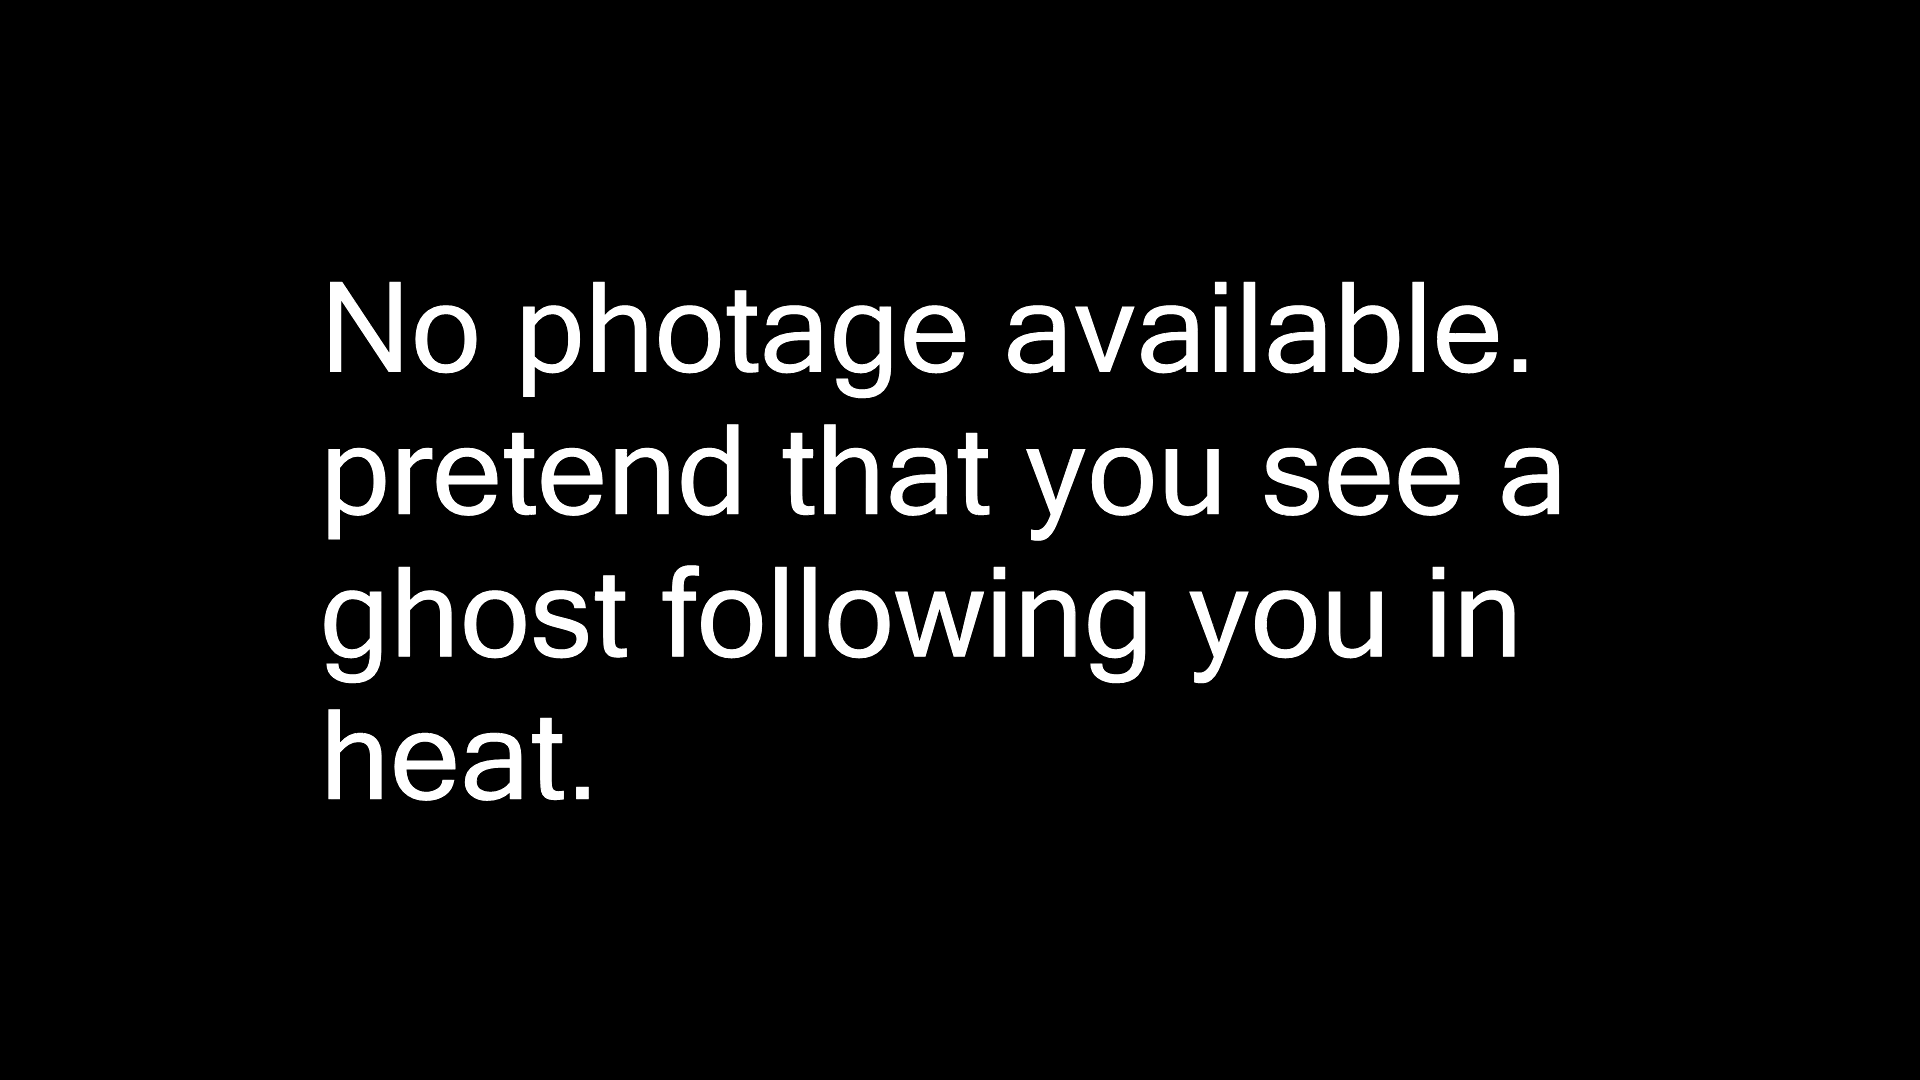 No photage available.
pretend that you see a
ghost following you in
heat.